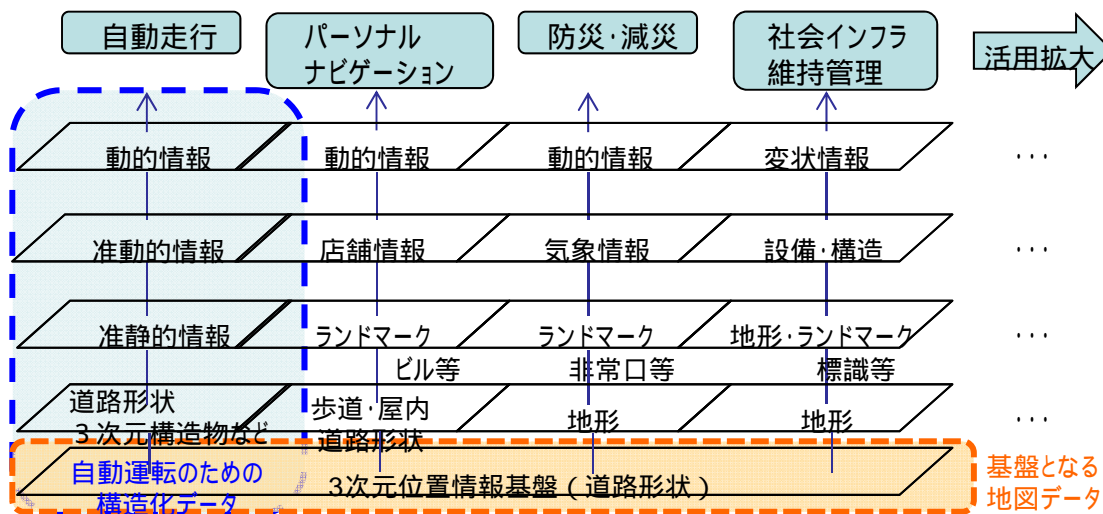 自動走行
パーソナル
ナビゲーション
防災･減災
社会インフラ
維持管理
活用拡大
動的情報
動的情報
動的情報
変状情報
･･･
准動的情報
店舗情報
気象情報
設備･構造
･･･
准静的情報
ランドマーク
ランドマーク
地形･ランドマーク
･･･
ビル等
非常口等
標識等
道路形状
３次元構造物など
歩道･屋内
道路形状
地形
地形
･･･
自動運転のための
構造化データ
3次元位置情報基盤（道路形状）
基盤となる
地図データ